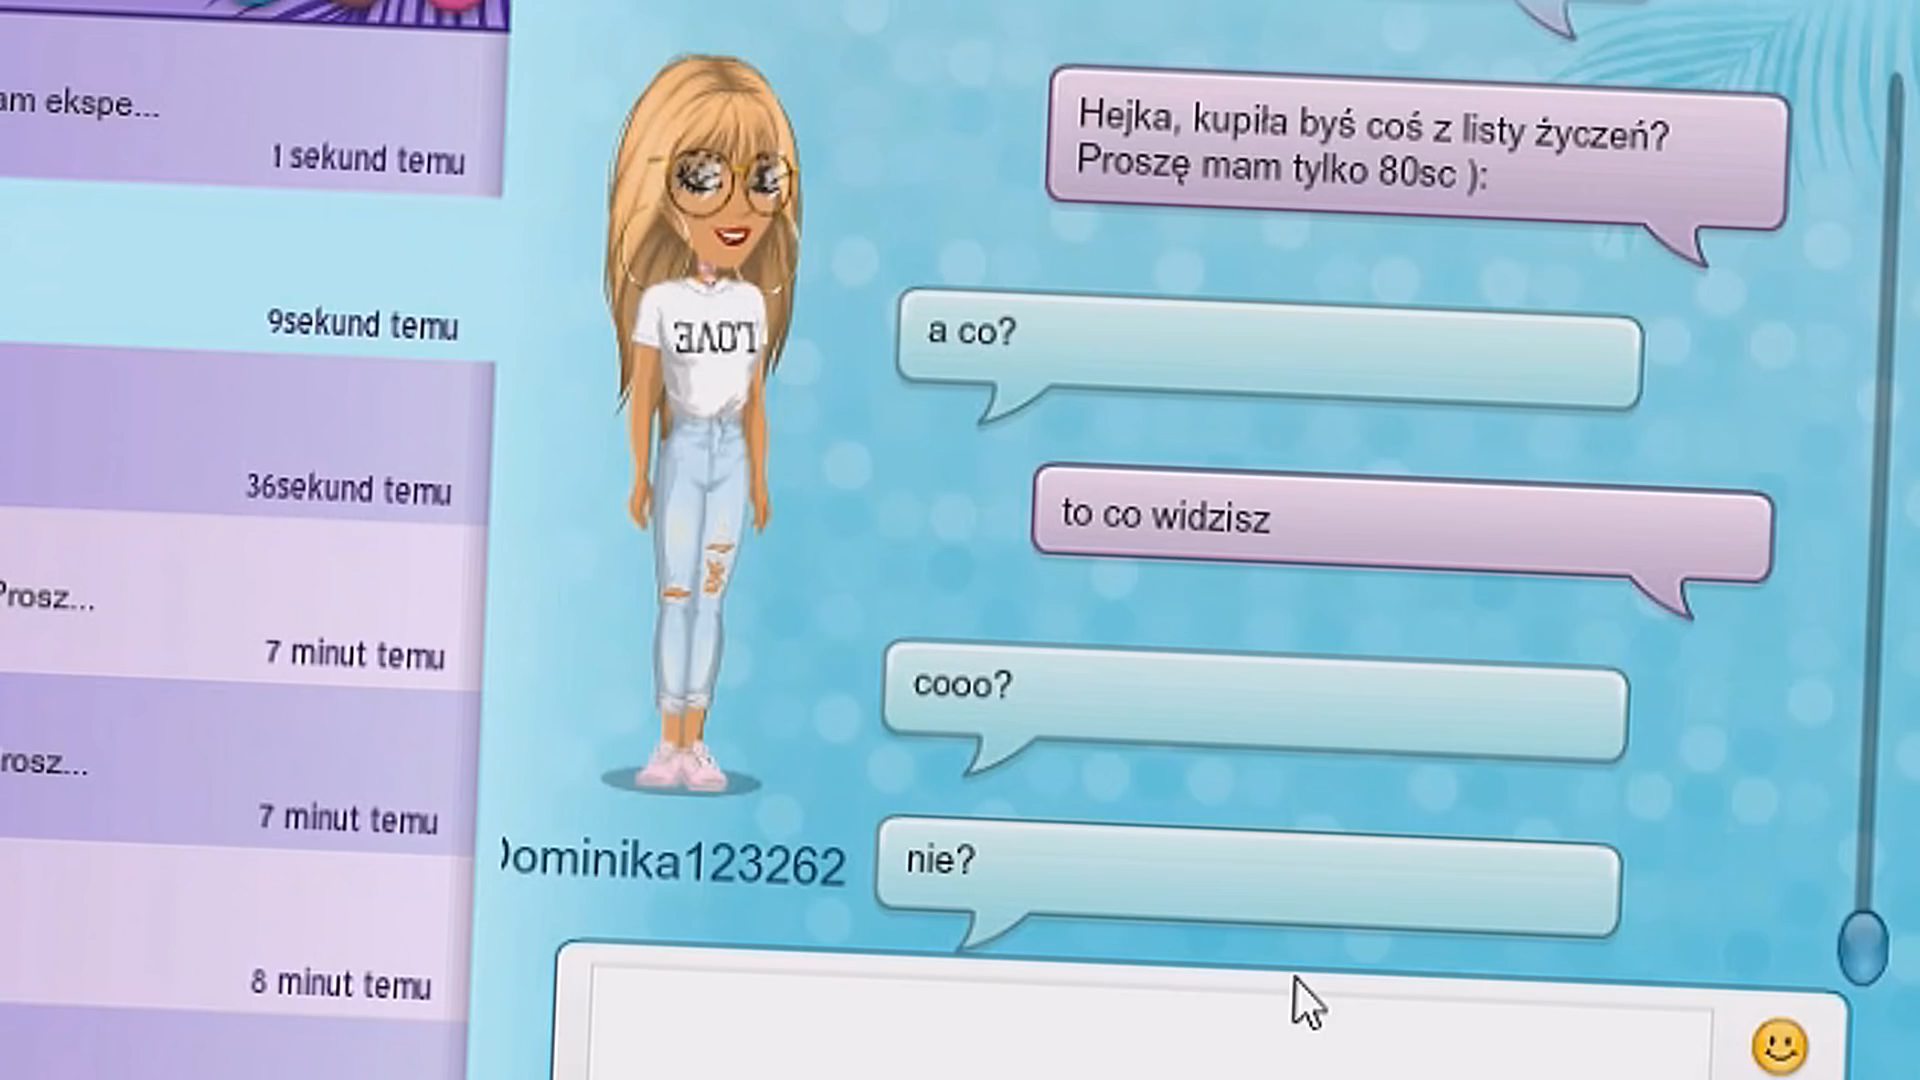 am ekspe...
1 sekund temu
9sekund temu
36sekund temu
Prosz...
7 minut temu
rosz...
7 minut temu
8 minut temu
LOVE
Dominika123262
Hejka, kupiła byś coś z listy życzeń?
Proszę mam tylko 80sc ):
a co?
to co widzisz
cooo?
nie?